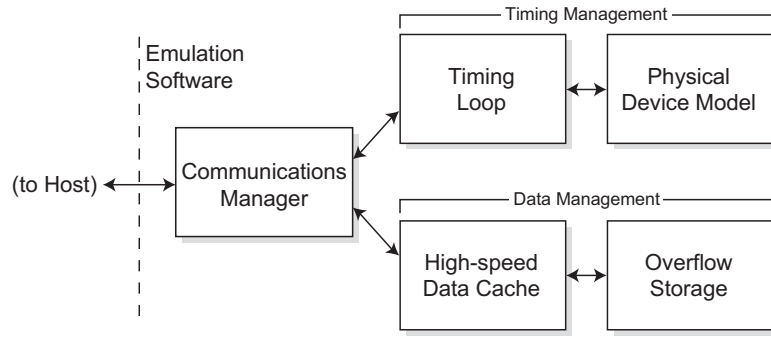 Timing Management
Emulation
Software
Timing
Loop
Physical
Device Model
(to Host)
Communications
Manager
Data Management
High-speed
Data Cache
Overflow
Storage